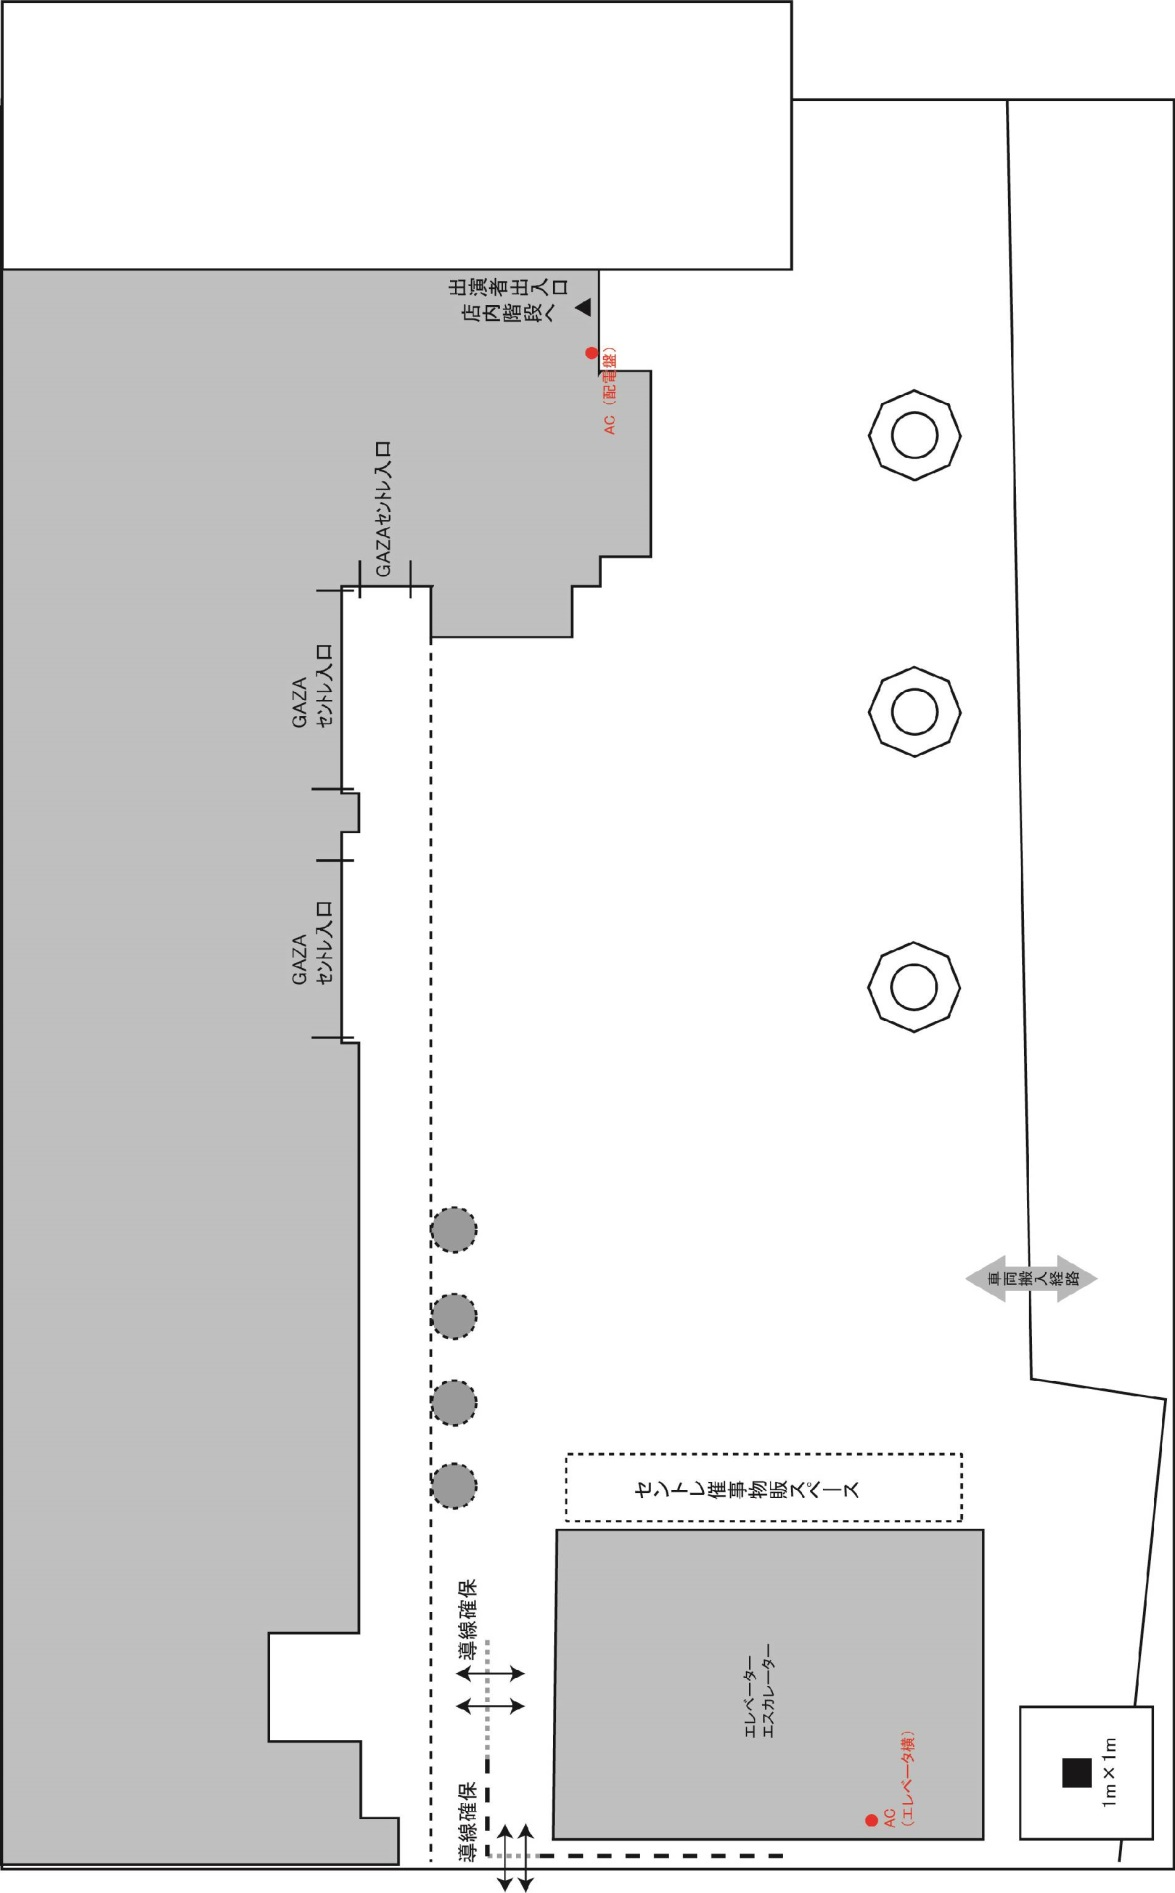 出演者出入口
店内階段へ
AC（配電盤）
GAZAセントレ入口
GAZA
セントレ入口
GAZA
セントレ入口
車両搬入経路
セントレ催事物販スペース
導線確保
エレベーター
エスカレーター
導線確保
AC
（エレベータ横）
1m×1m